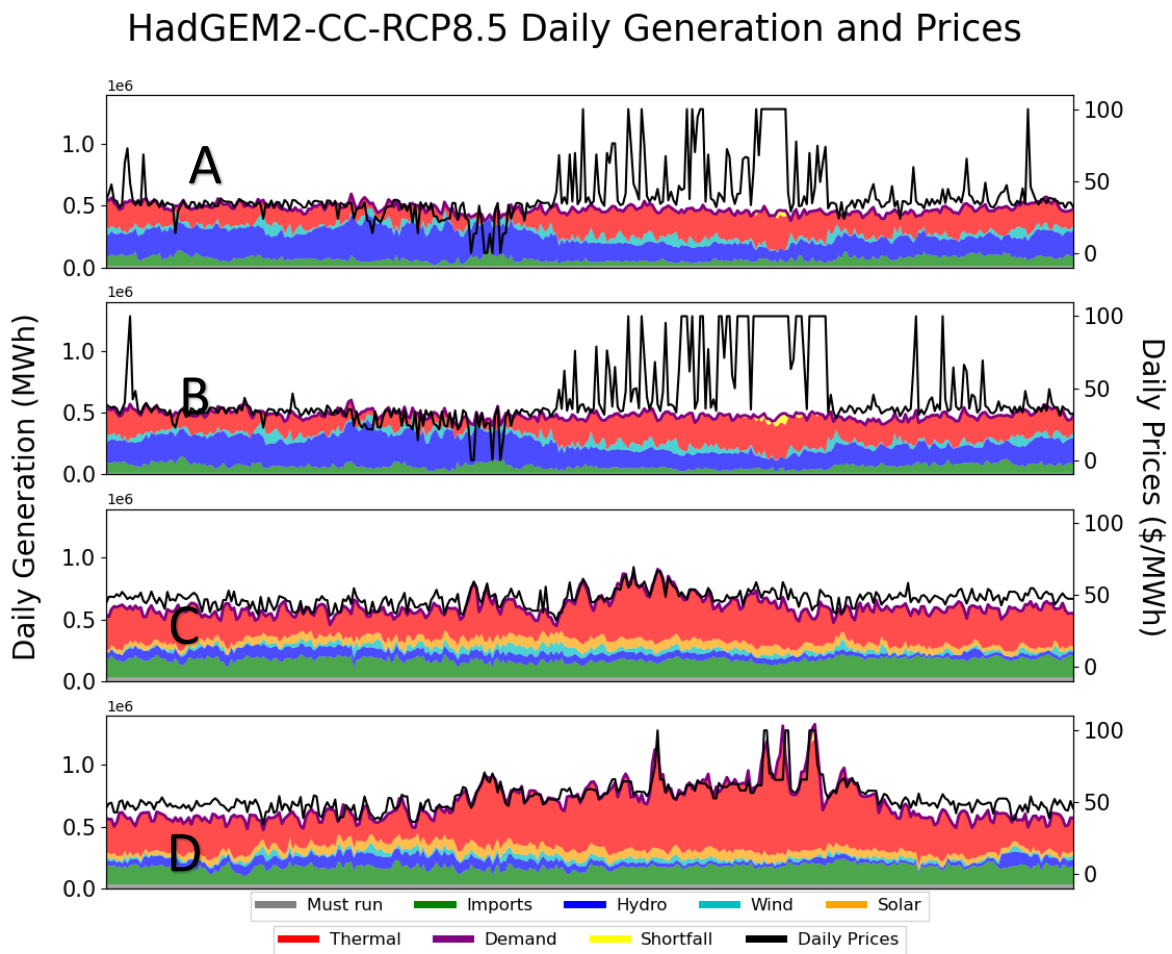 HadGEM2-CC-RCP8.5 Daily Generation and Prices
Daily Generation (MWh)
Daily Prices ($/MWh)
1e6
1.0
0.5
0.0
A
100
50
0
1e6
1.0
0.5
0.0
B
100
50
0
1e6
1.0
0.5
0.0
C
100
50
0
1e6
1.0
0.5
0.0
D
100
50
0
Must run Imports Hydro Wind Solar
Thermal Demand Shortfall Daily Prices